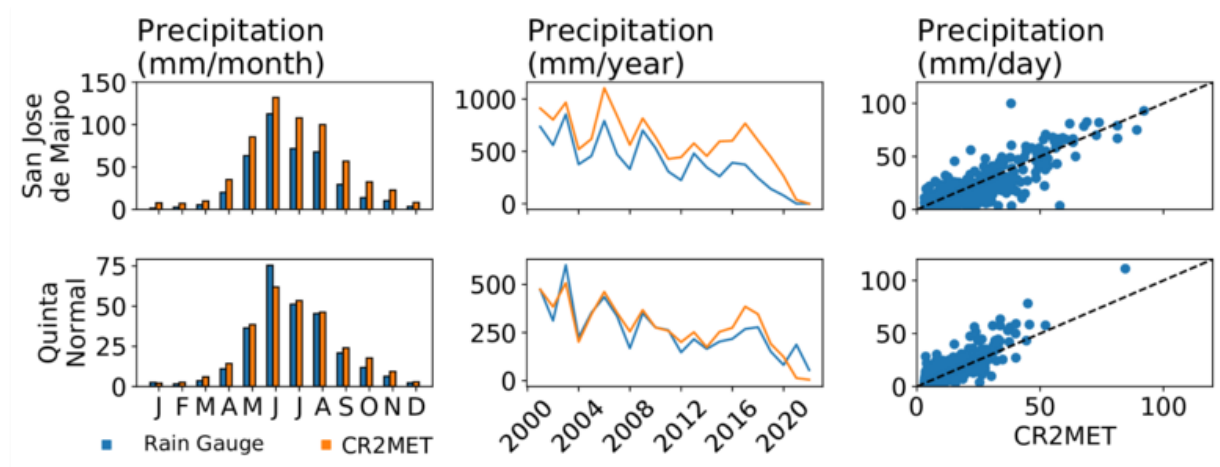 Precipitation
(mm/month)
Precipitation
(mm/year)
Precipitation
(mm/day)
San Jose
de Maipo
150
100
50
0
1000
500
0
100
50
0
Quinta
Normal
75
50
25
0
J F M A M J J A S O N D
500
250
0
2000 2004 2008 2012 2016 2020
100
50
0
0 100
CR2MET
Rain Gauge CR2MET